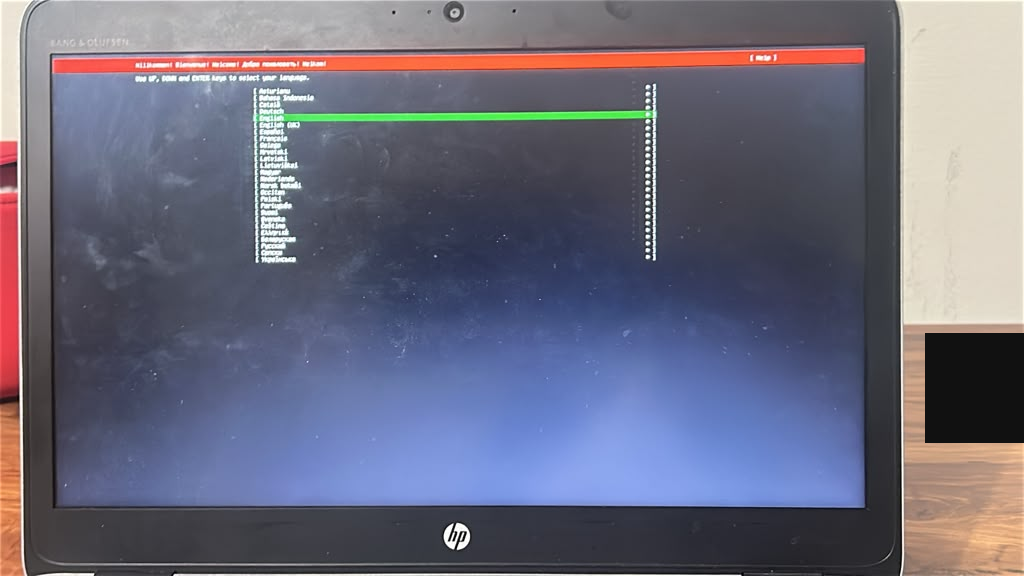 BANG & OLUFSEN
Willkommen! Bienvenue! Welcome! Добро пожаловать! Welkom!
[ Help ]
Use UP, DOWN and ENTER keys to select your language.
[ Asturianu
[ Bahasa Indonesia
[ Català
[ Deutsch
[ English
[ English (UK)
[ Español
[ Français
[ Galego
[ Hrvatski
[ Latviski
[ Lietuviškai
[ Magyar
[ Nederlands
[ Norsk bokmål
[ Occitan
[ Polski
[ Português
[ Suomi
[ Svenska
[ Čeština
[ Ελληνικά
[ Беларуская
[ Русский
[ Српски
[ Українська
hp